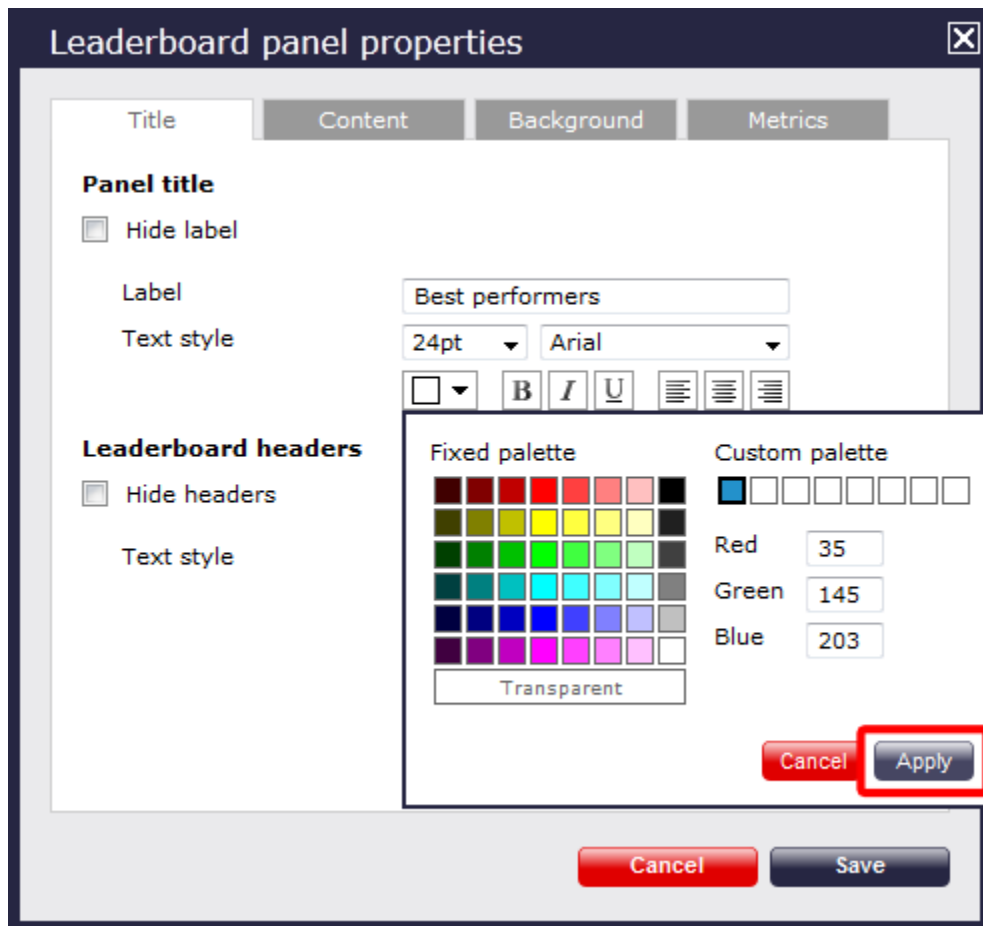 Leaderboard panel properties
Title Content Background Metrics
Panel title
Hide label
Label Best performers
Text style 24pt Arial
B I U
Leaderboard headers
Hide headers
Text style
Fixed palette
Transparent
Custom palette
Red 35
Green 145
Blue 203
Cancel Apply
Cancel Save